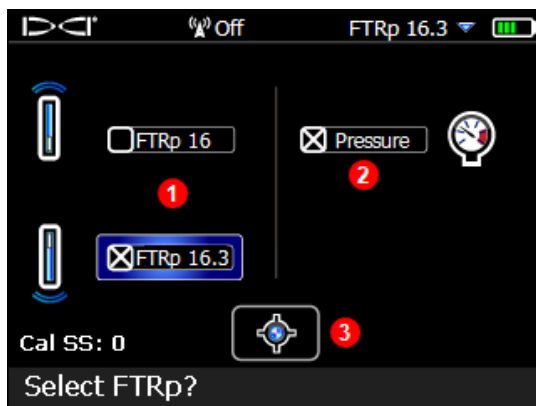 DCI Off FTRp 16.3
FTRp 16 Pressure
1 2
FTRp 16.3
Cal SS: 0 3
Select FTRp?